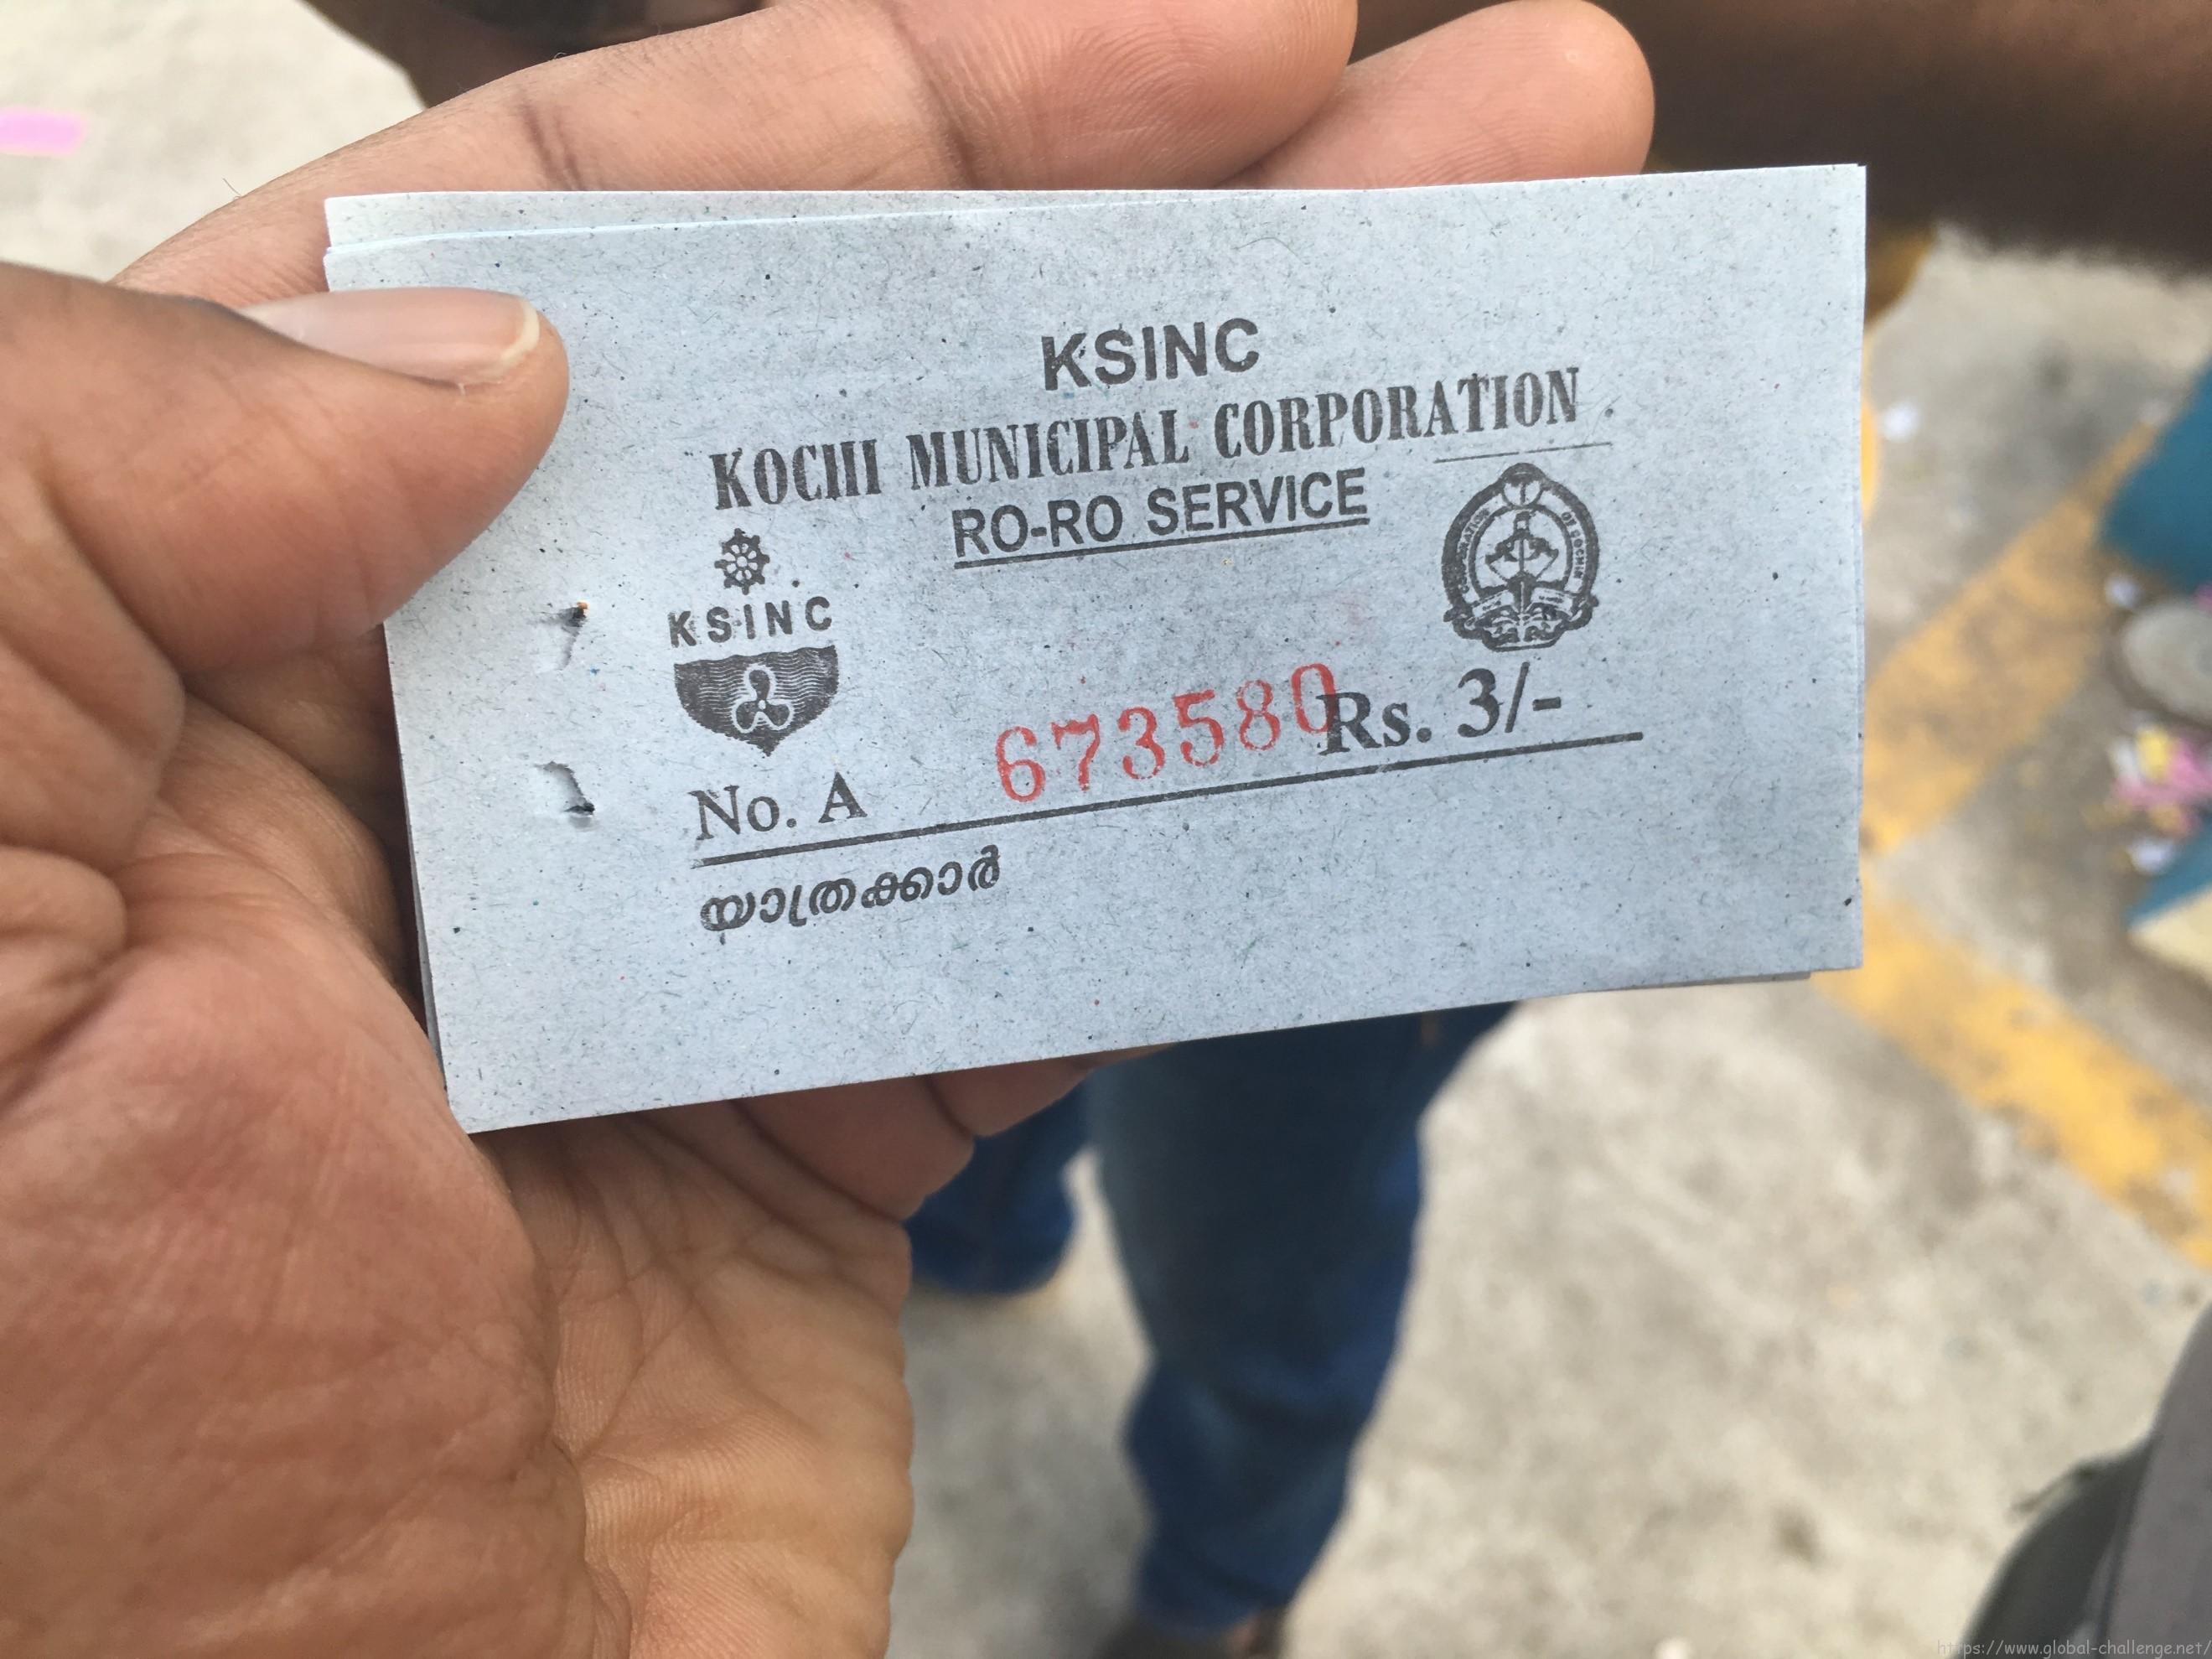 KSINC
KOCHI MUNICIPAL CORPORATION
RO-RO SERVICE
KSINC
No. A 673580 Rs. 3/-
യാത്രക്കാർ
https://www.global-challenge.net/